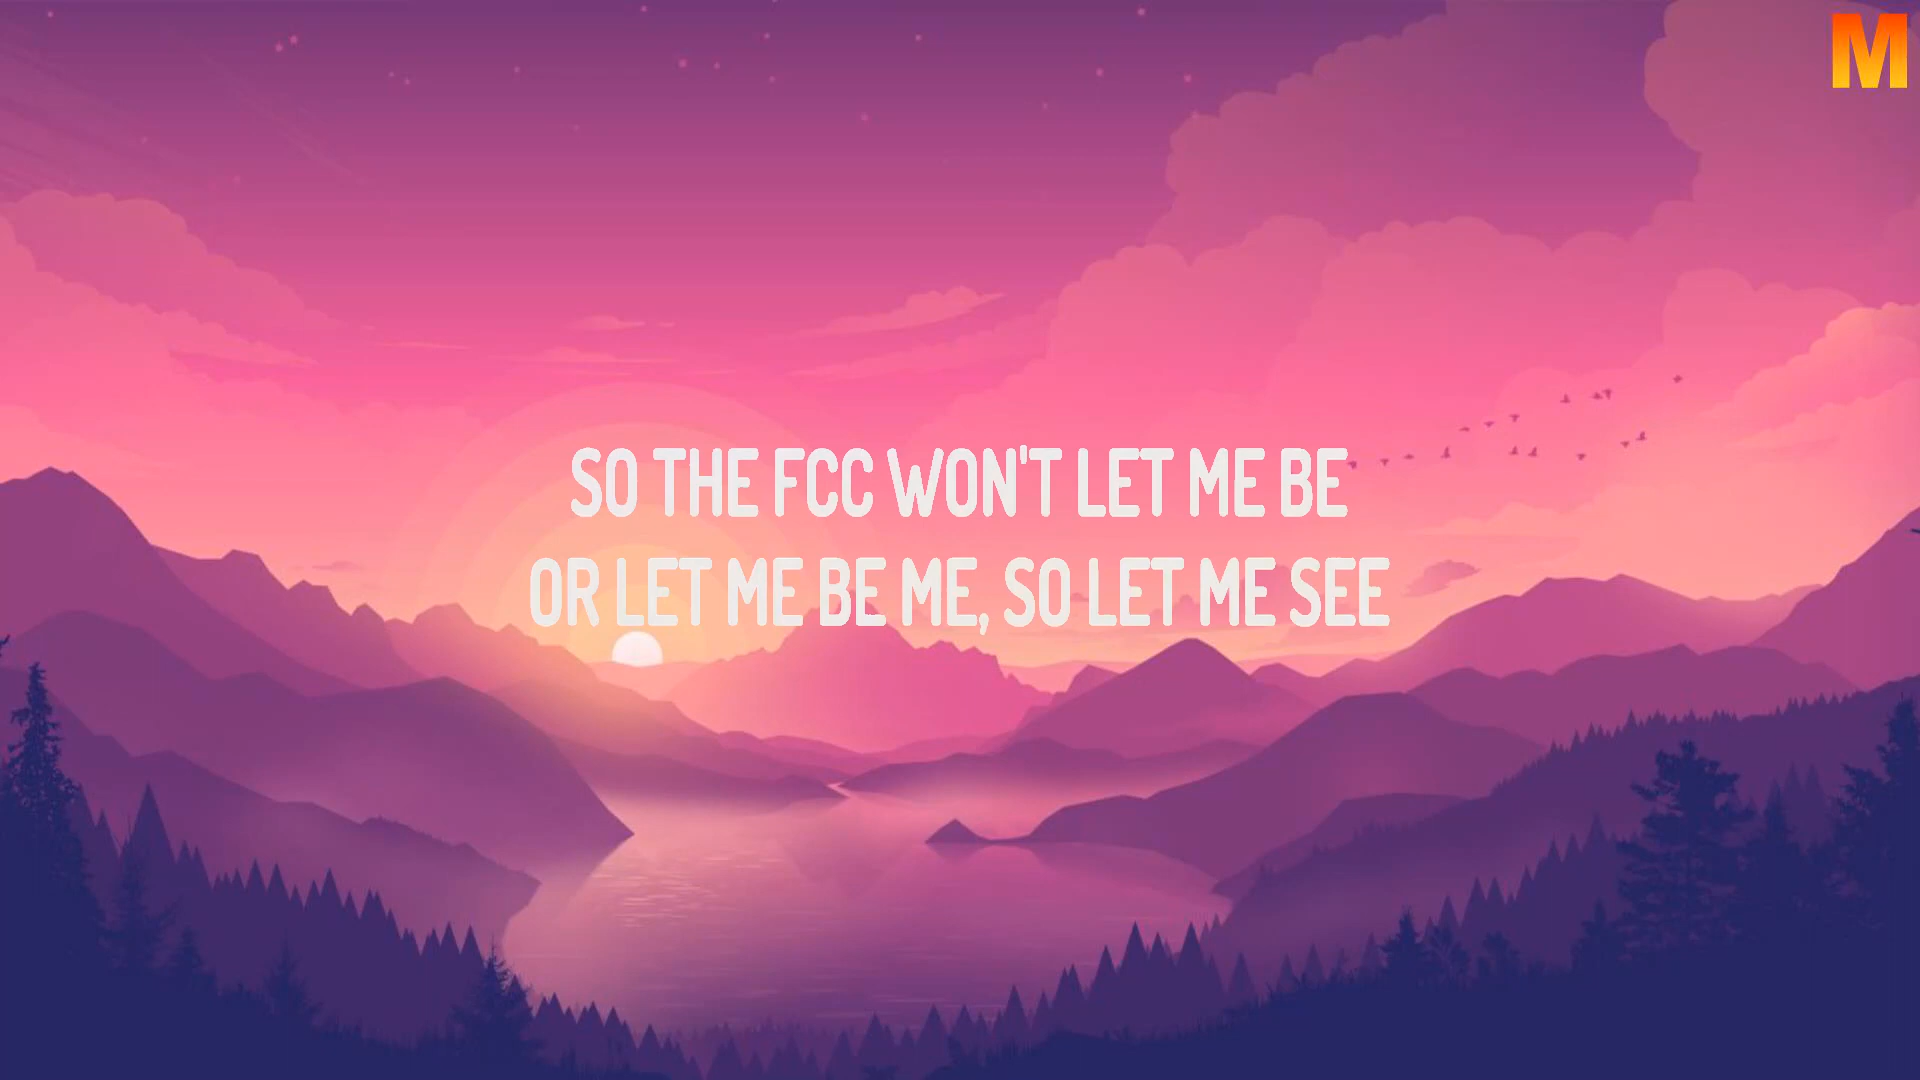 M
SO THE FCC WON'T LET ME BE
OR LET ME BE ME, SO LET ME SEE